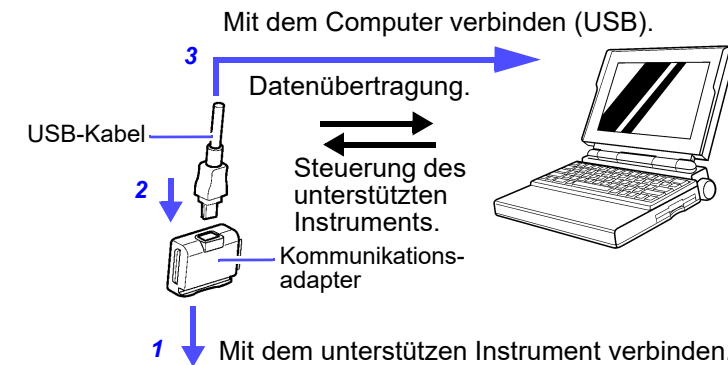 Mit dem Computer verbinden (USB).
3
Datenübertragung.
USB-Kabel
Steuerung des
unterstützten
Instruments.
2
Kommunikations-
adapter
1
Mit dem unterstützen Instrument verbinden.